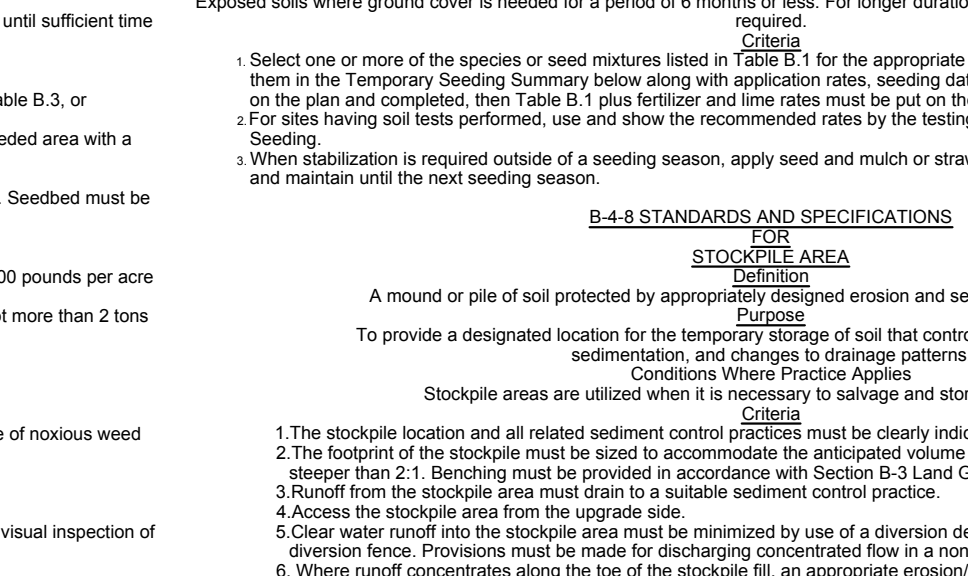 until sufficient time
able B.3, or
eded area with a
. Seedbed must be
00 pounds per acre
ot more than 2 tons
e of noxious weed
visual inspection of
Exposed soils where ground cover is needed for a period of 6 months or less. For longer duratio
required.
Criteria
1. Select one or more of the species or seed mixtures listed in Table B.1 for the appropriate
them in the Temporary Seeding Summary below along with application rates, seeding dat
on the plan and completed, then Table B.1 plus fertilizer and lime rates must be put on the
2. For sites having soil tests performed, use and show the recommended rates by the testing
Seeding.
3. When stabilization is required outside of a seeding season, apply seed and mulch or straw
and maintain until the next seeding season.
B-4-8 STANDARDS AND SPECIFICATIONS
FOR
STOCKPILE AREA
Definition
A mound or pile of soil protected by appropriately designed erosion and se
Purpose
To provide a designated location for the temporary storage of soil that contro
sedimentation, and changes to drainage patterns
Conditions Where Practice Applies
Stockpile areas are utilized when it is necessary to salvage and stor
Criteria
1.The stockpile location and all related sediment control practices must be clearly indic
2.The footprint of the stockpile must be sized to accommodate the anticipated volume
steeper than 2:1. Benching must be provided in accordance with Section B-3 Land G
3.Runoff from the stockpile area must drain to a suitable sediment control practice.
4.Access the stockpile area from the upgrade side.
5.Clear water runoff into the stockpile area must be minimized by use of a diversion de
diversion fence. Provisions must be made for discharging concentrated flow in a non
6. Where runoff concentrates along the toe of the stockpile fill, an appropriate erosion/